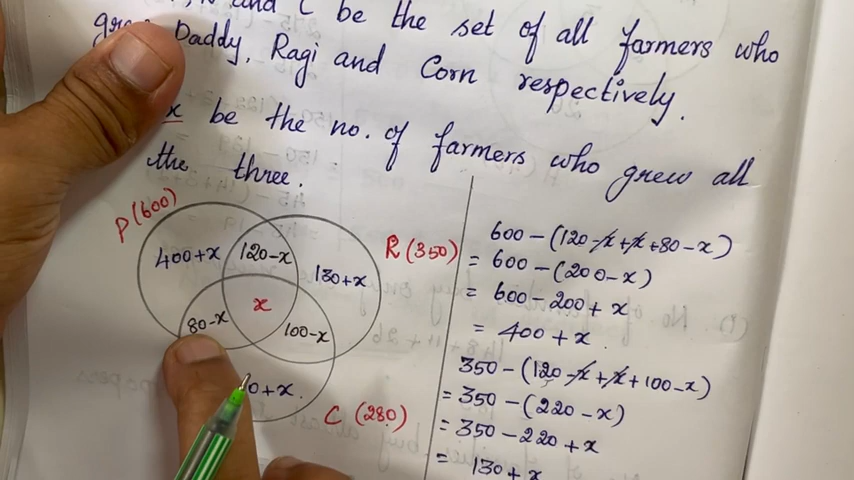 and C be the set of all farmers who
Paddy, Ragi and Corn respectively.
x be the no. of farmers who grew all
the three.
P(600)
R (350)
C (280)
400+x
120-x
130+x
x
80-x
100-x
0+x.
600-(120-x+x+80-x)
= 600-(200-x)
= 600-200+x
= 400+x.
350-(120-x+x+100-x)
= 350-(220-x)
= 350-220+x
= 130+x